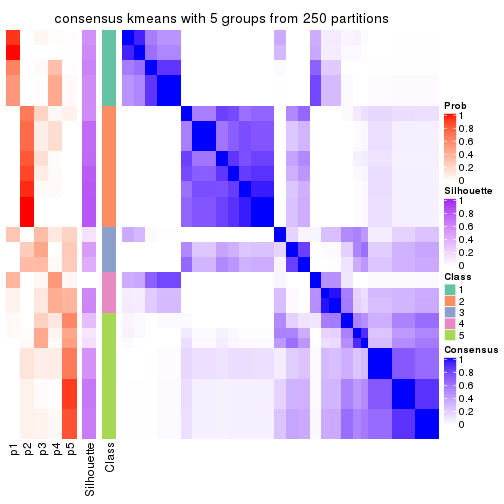 consensus kmeans with 5 groups from 250 partitions
Prob
1
0.8
0.6
0.4
0.2
0
Silhouette
1
0.8
0.6
0.4
0.2
0
Class
1
2
3
4
5
Consensus
1
0.8
0.6
0.4
0.2
0
p1
p2
p3
p4
p5
Silhouette
Class